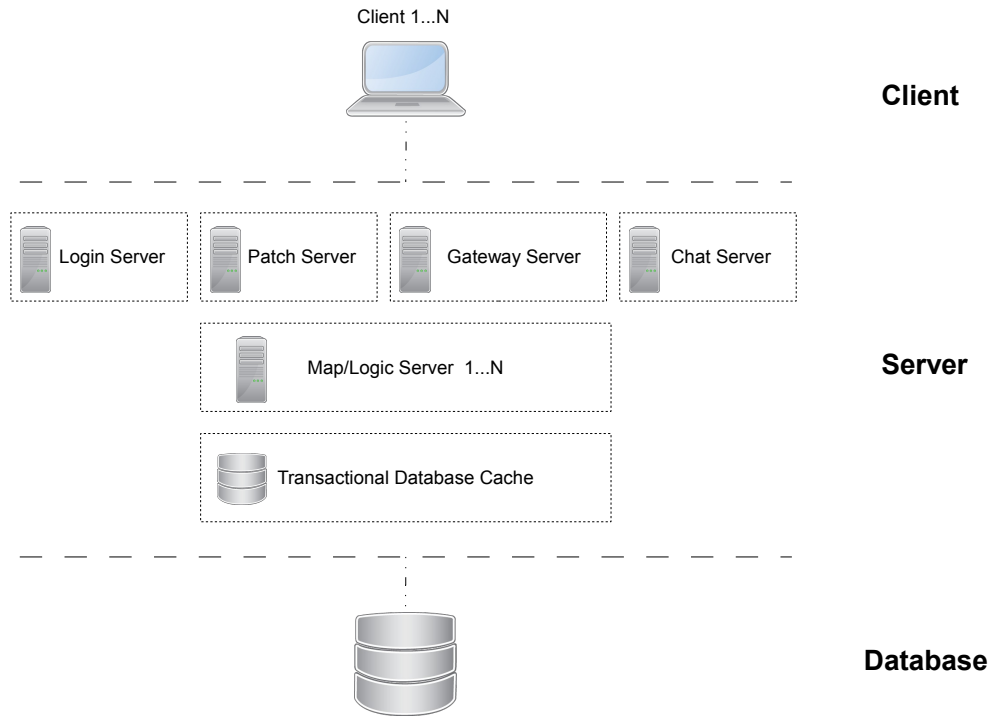 Client 1...N
Client
Login Server
Patch Server
Gateway Server
Chat Server
Map/Logic Server 1...N
Server
Transactional Database Cache
Database